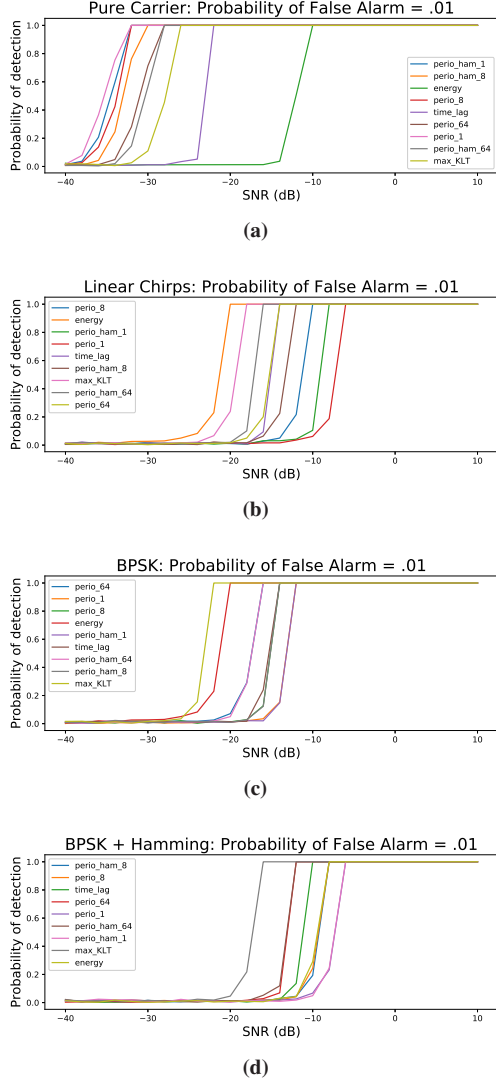 Pure Carrier: Probability of False Alarm = .01
Probability of detection
1.0
0.8
0.6
0.4
0.2
0.0
perio_ham_1
perio_ham_8
energy
perio_8
time_lag
perio_64
perio_1
perio_ham_64
max_KLT
−40
−30
−20
−10
0
10
SNR (dB)
(a)
Linear Chirps: Probability of False Alarm = .01
Probability of detection
1.0
0.8
0.6
0.4
0.2
0.0
perio_8
energy
perio_ham_1
perio_1
time_lag
perio_ham_8
max_KLT
perio_ham_64
perio_64
−40
−30
−20
−10
0
10
SNR (dB)
(b)
BPSK: Probability of False Alarm = .01
Probability of detection
1.0
0.8
0.6
0.4
0.2
0.0
perio_64
perio_1
perio_8
energy
perio_ham_1
time_lag
perio_ham_64
perio_ham_8
max_KLT
−40
−30
−20
−10
0
10
SNR (dB)
(c)
BPSK + Hamming: Probability of False Alarm = .01
Probability of detection
1.0
0.8
0.6
0.4
0.2
0.0
perio_ham_8
perio_8
time_lag
perio_64
perio_1
perio_ham_64
perio_ham_1
max_KLT
energy
−40
−30
−20
−10
0
10
SNR (dB)
(d)